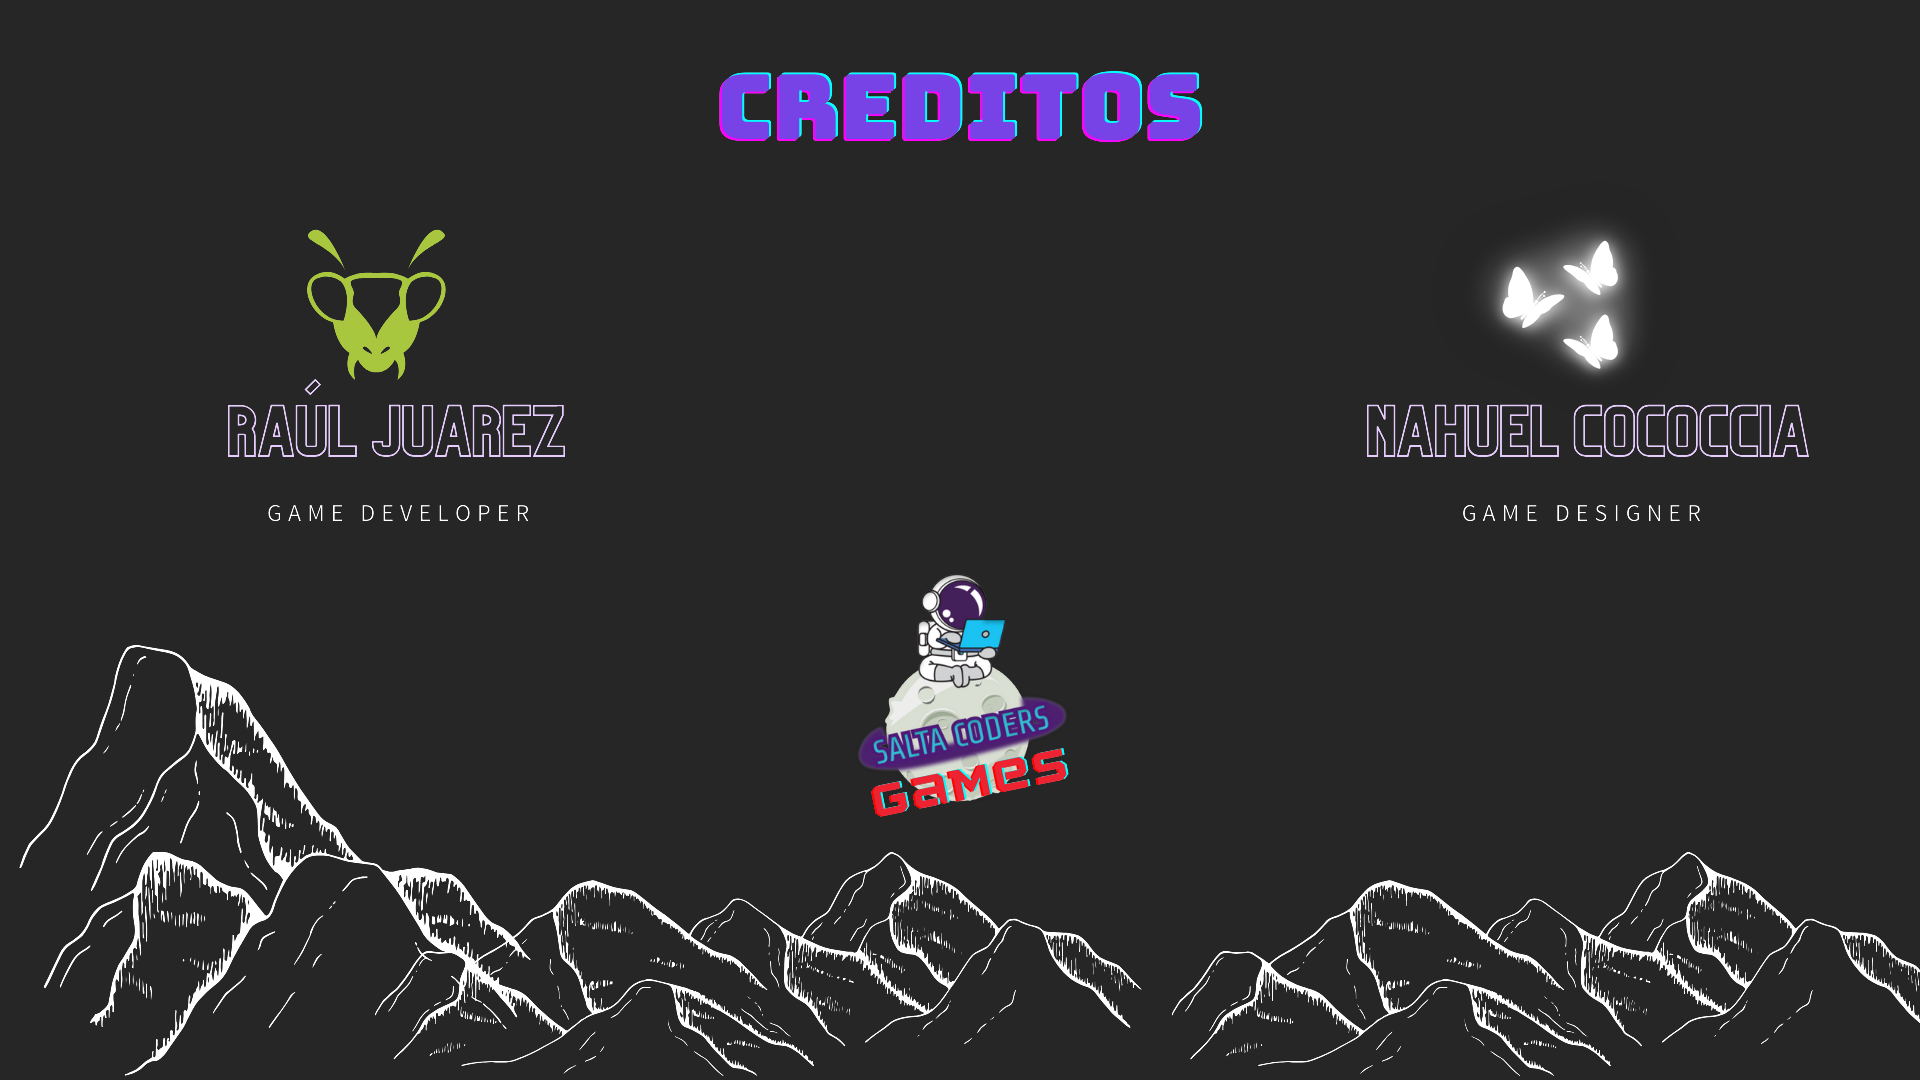 CREDITOS
RAÚL JUAREZ
GAME DEVELOPER
NAHUEL COCOCCIA
GAME DESIGNER
SALTA CODERS
GaMeS